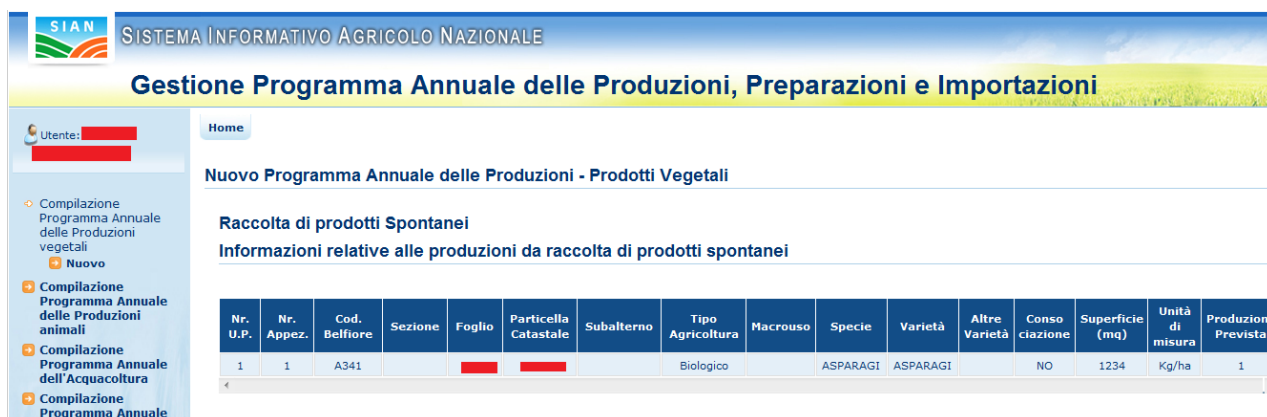 SIAN
SISTEMA INFORMATIVO AGRICOLO NAZIONALE
Gestione Programma Annuale delle Produzioni, Preparazioni e Importazioni
Utente:
Home
Nuovo Programma Annuale delle Produzioni - Prodotti Vegetali
Compilazione
Programma Annuale
delle Produzioni
vegetali
Nuovo
Compilazione
Programma Annuale
delle Produzioni
animali
Compilazione
Programma Annuale
dell'Acquacoltura
Compilazione
Programma Annuale
Raccolta di prodotti Spontanei
Informazioni relative alle produzioni da raccolta di prodotti spontanei
Nr. U.P. Nr. Appez. Cod. Belfiore Sezione Foglio Particella Catastale Subalterno Tipo Agricoltura Macrouso Specie Varietà Altre Varietà Conso ciazione Superficie (mq) Unità di misura Produzion Prevista
1 1 A341 Biologico ASPARAGI ASPARAGI NO 1234 Kg/ha 1